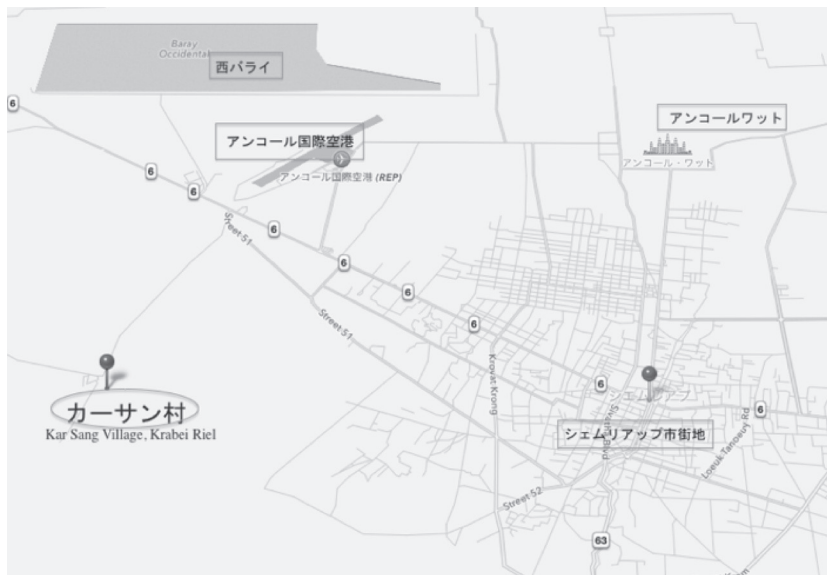 Baray
Occidental
西バライ
6
アンコール国際空港
アンコールワット
アンコール・ワット
アンコール国際空港 (REP)
6
6
Street 51
6
6
6
Street 51
6
Krovat Krong
6
シェムリアプ
Sivatha Blvd
6
カーサン村
Kar Sang Village, Krabei Riel
シェムリアップ市街地
Loeuk Tanoeuy Rd
Street 52
63